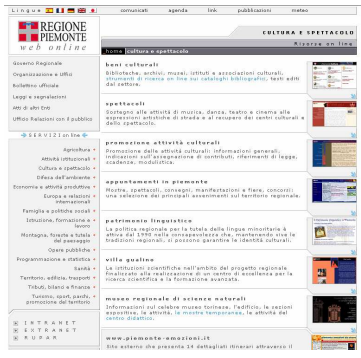 Lingue
comunicati agenda link pubblicazioni meteo
REGIONE
PIEMONTE
web online
CULTURA E SPETTACOLO
Risorse on line
home cultura e spettacolo
Governo Regionale
Organizzazione e Uffici
Bollettino ufficiale
Leggi e segnalazioni
Atti di altri Enti
Ufficio Relazioni con il pubblico
SERVIZI on line
Agricoltura
Attività istituzionali
Cultura e spettacolo
Difesa dell'ambiente
Economia e attività produttive
Europa e relazioni
internazionali
Famiglia e politiche sociali
Istruzione, formazione e
lavoro
Montagna, foreste e tutela
del paesaggio
Opere pubbliche
Programmazione e statistica
Sanità
Territorio, edilizia, trasporti
Tributi, bilanci e finanze
Turismo, sport, parchi,
promozione del territorio
INTRANET
EXTRANET
RUPAR
beni culturali
Biblioteche, archivi, musei, istituti e associazioni culturali,
strumenti di ricerca on line sui cataloghi bibliografici, testi editi
dal settore.
spettacoli
Sostegno alle attività di musica, danza, teatro e cinema alle
espressioni artistiche di strada e al recupero dei centri culturali e
dello spettacolo.
promozione attività culturali
Promozione delle attività culturali: informazioni generali,
indicazioni sull'assegnazione di contributi, riferimenti di legge,
scadenze, modulistica.
appuntamenti in piemonte
Mostre, spettacoli, convegni, manifestazioni e fiere, concorsi:
una selezione dei principali avvenimenti sul territorio regionale.
patrimonio linguistico
La politica regionale per la tutela delle lingue minoritarie è
attiva dal 1990 nella consapevolezza che, mantenendo vive le
tradizioni regionali, si possono garantire le identità culturali.
villa gualino
Le istituzioni scientifiche nell'ambito del progetto regionale
finalizzato alla realizzazione di un centro di eccellenza per la
ricerca scientifica e la formazione avanzata.
museo regionale di scienze naturali
Informazioni sul celebre museo torinese, l'edificio, le sezioni
espositive, le attività, le mostre temporanee, le attività del
centro didattico.
www.piemonte-emozioni.it
Sito esterno che presenta 14 dettagliati itinerari attraverso il